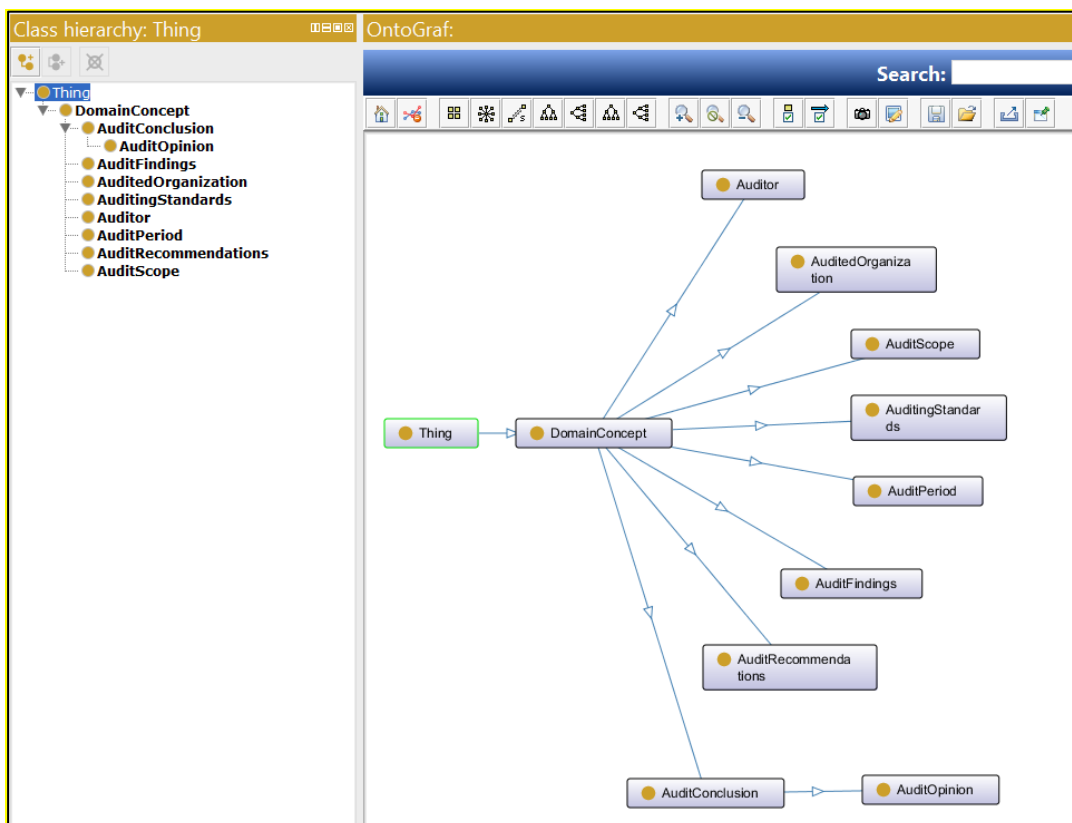 Class hierarchy: Thing
Thing
DomainConcept
AuditConclusion
AuditOpinion
AuditFindings
AuditedOrganization
AuditingStandards
Auditor
AuditPeriod
AuditRecommendations
AuditScope
OntoGraf:
Search:
Auditor
AuditedOrganiza
tion
AuditScope
AuditingStandar
ds
Thing
DomainConcept
AuditPeriod
AuditFindings
AuditRecommenda
tions
AuditConclusion
AuditOpinion